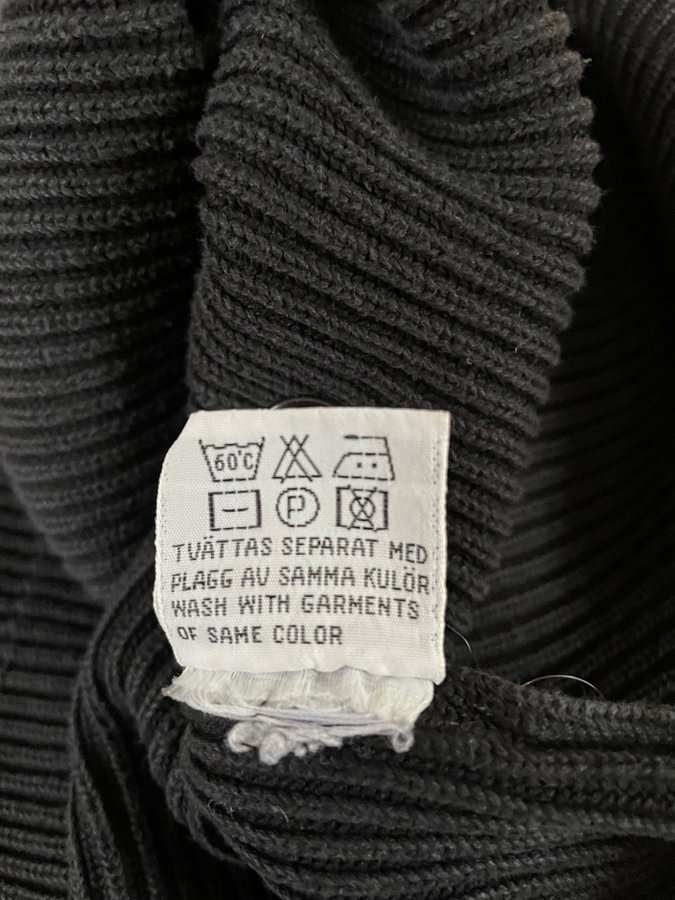 60°C
P
TVÄTTAS SEPARAT MED
PLAGG AV SAMMA KULÖR
WASH WITH GARMENTS
OF SAME COLOR